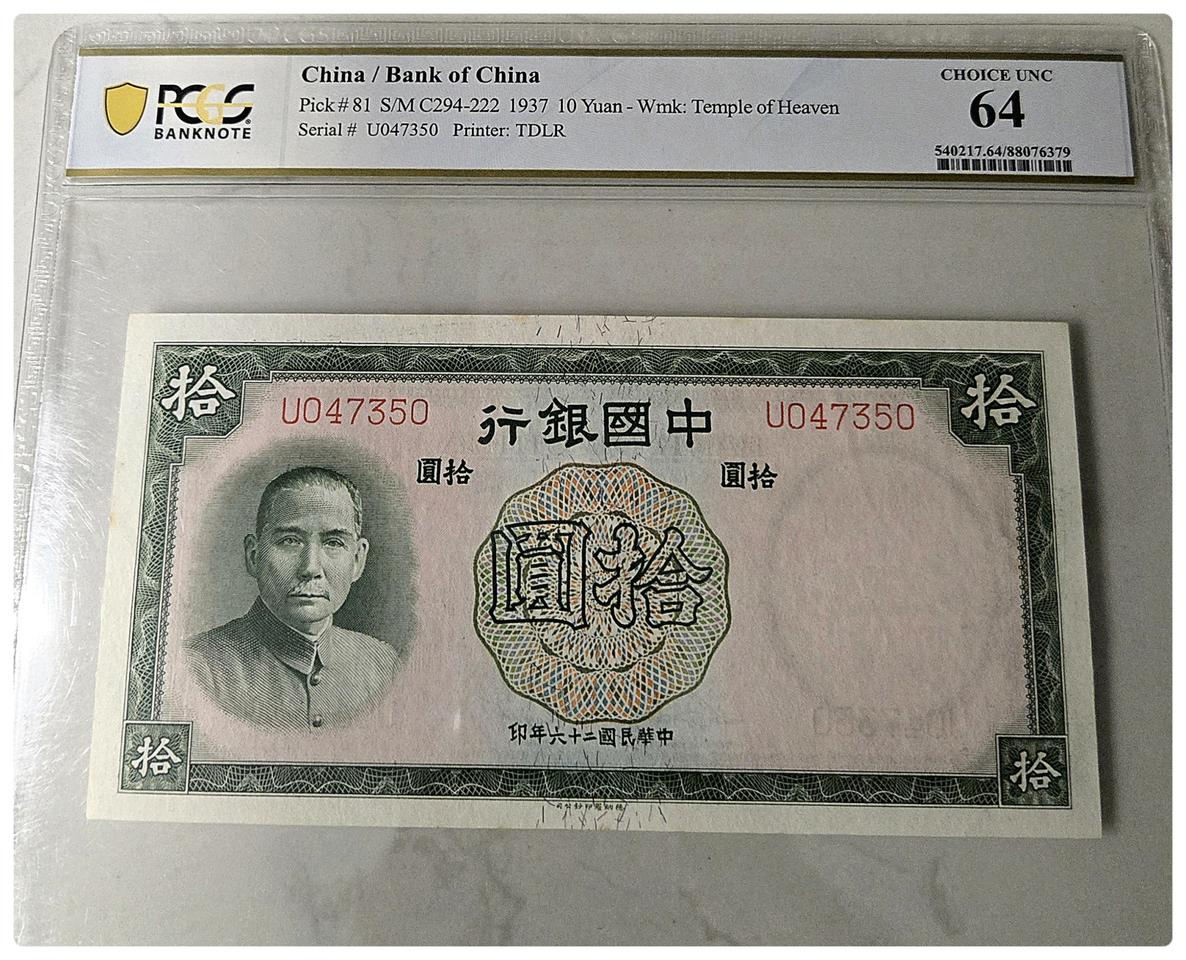 PCGS
BANKNOTE
China / Bank of China
Pick # 81 S/M C294-222 1937 10 Yuan - Wmk: Temple of Heaven
Serial # U047350 Printer: TDLR
CHOICE UNC
64
540217.64/88076379
拾
拾
U047350
行銀國中
U047350
圓拾
圓拾
圓拾
印年六十二國民華中
拾
拾